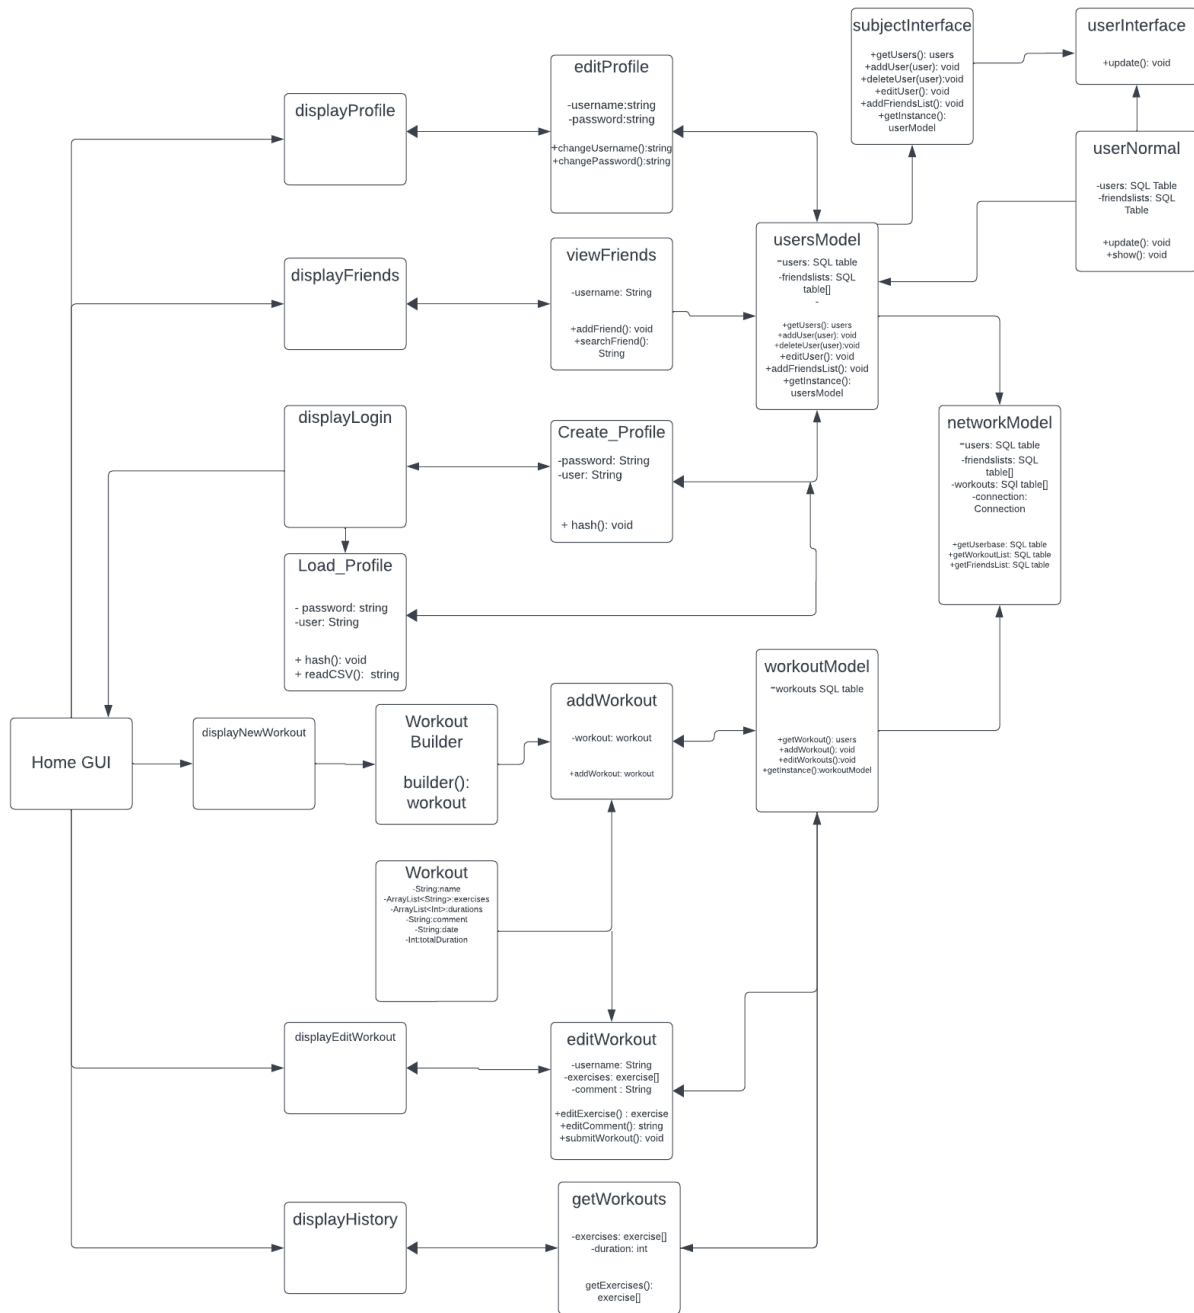 subjectInterface
+getUsers(): users
+addUser(user): void
+deleteUser(user):void
+editUser(): void
+addFriendsList(): void
+getInstance():
userModel
userInterface
+update(): void
editProfile
-username:string
-password:string
+changeUsername():string
+changePassword():string
displayProfile
userNormal
-users: SQL Table
-friendslists: SQL
Table
+update(): void
+show(): void
usersModel
-users: SQL table
-friendslists: SQL
table[]
-
+getUsers(): users
+addUser(user): void
+deleteUser(user):void
+editUser(): void
+addFriendsList(): void
+getInstance():
usersModel
viewFriends
-username: String
+addFriend(): void
+searchFriend():
String
displayFriends
displayLogin
Create_Profile
-password: String
-user: String
+ hash(): void
networkModel
-users: SQL table
-friendslists: SQL
table[]
-workouts: SQl table[]
-connection:
Connection
+getUserbase: SQL table
+getWorkoutList: SQL table
+getFriendsList: SQL table
Load_Profile
- password: string
-user: String
+ hash(): void
+ readCSV():  string
workoutModel
-workouts SQL table
+getWorkout(): users
+addWorkout(): void
+editWorkouts():void
+getInstance():workoutModel
addWorkout
-workout: workout
+addWorkout: workout
Workout
Builder
builder():
workout
displayNewWorkout
Home GUI
Workout
-String:name
-ArrayList<String>:exercises
-ArrayList<Int>:durations
-String:comment
-String:date
-Int:totalDuration
displayEditWorkout
editWorkout
-username: String
-exercises: exercise[]
-comment : String
+editExercise() : exercise
+editComment(): string
+submitWorkout(): void
displayHistory
getWorkouts
-exercises: exercise[]
-duration: int
getExercises():
exercise[]